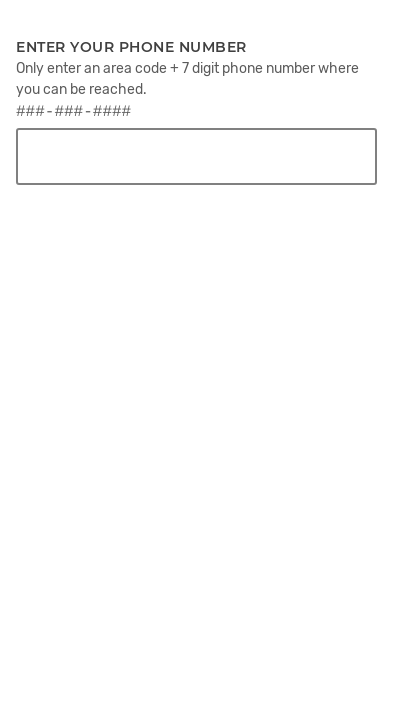 ENTER YOUR PHONE NUMBER
Only enter an area code + 7 digit phone number where
you can be reached.
### - ### - ####